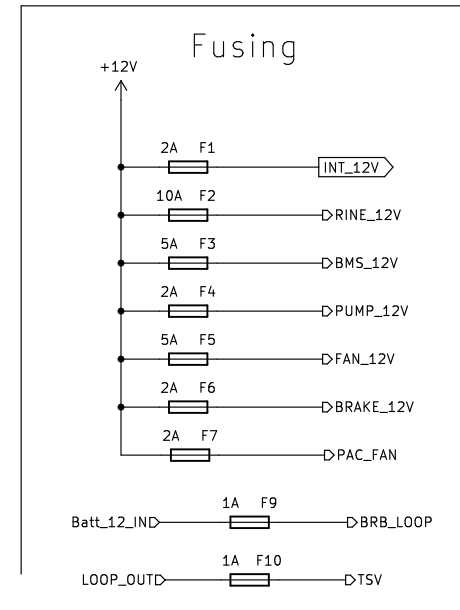 Fusing
+12V
2A F1
INT_12V
10A F2
RINE_12V
5A F3
BMS_12V
2A F4
PUMP_12V
5A F5
FAN_12V
2A F6
BRAKE_12V
2A F7
PAC_FAN
1A F9
Batt_12_IN BRB_LOOP
1A F10
LOOP_OUT TSV